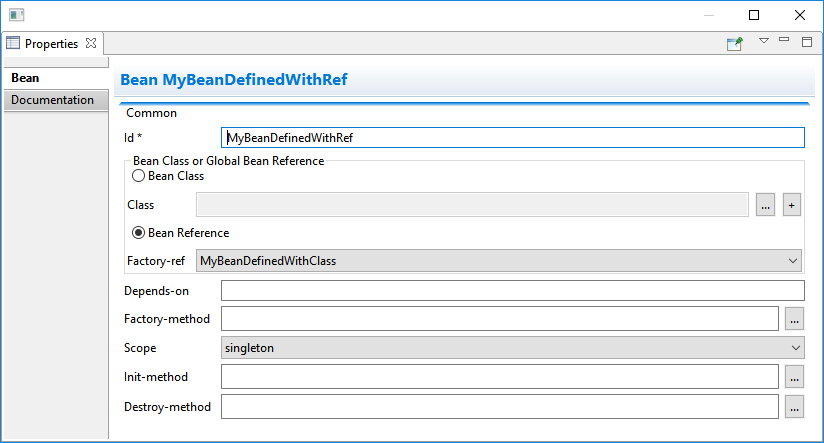 Properties
Bean
Documentation
Bean MyBeanDefinedWithRef
Common
Id * MyBeanDefinedWithRef
Bean Class or Global Bean Reference
Bean Class
Class ... +
Bean Reference
Factory-ref MyBeanDefinedWithClass
Depends-on
Factory-method ...
Scope singleton
Init-method ...
Destroy-method ...